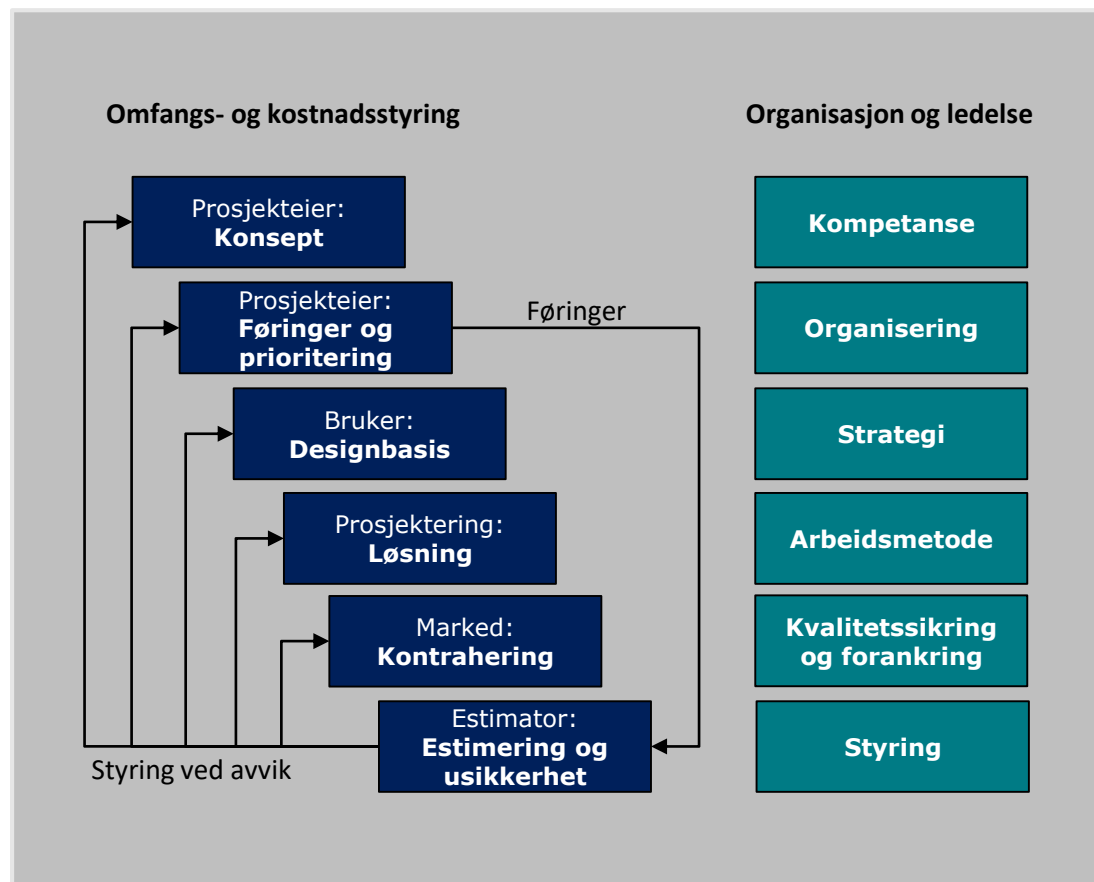 Omfangs- og kostnadsstyring
Organisasjon og ledelse
Prosjekteier:
Konsept
Kompetanse
Prosjekteier:
Føringer og
prioritering
Føringer
Organisering
Bruker:
Designbasis
Strategi
Prosjektering:
Løsning
Arbeidsmetode
Marked:
Kontrahering
Kvalitetssikring
og forankring
Estimator:
Estimering og
usikkerhet
Styring ved avvik
Styring